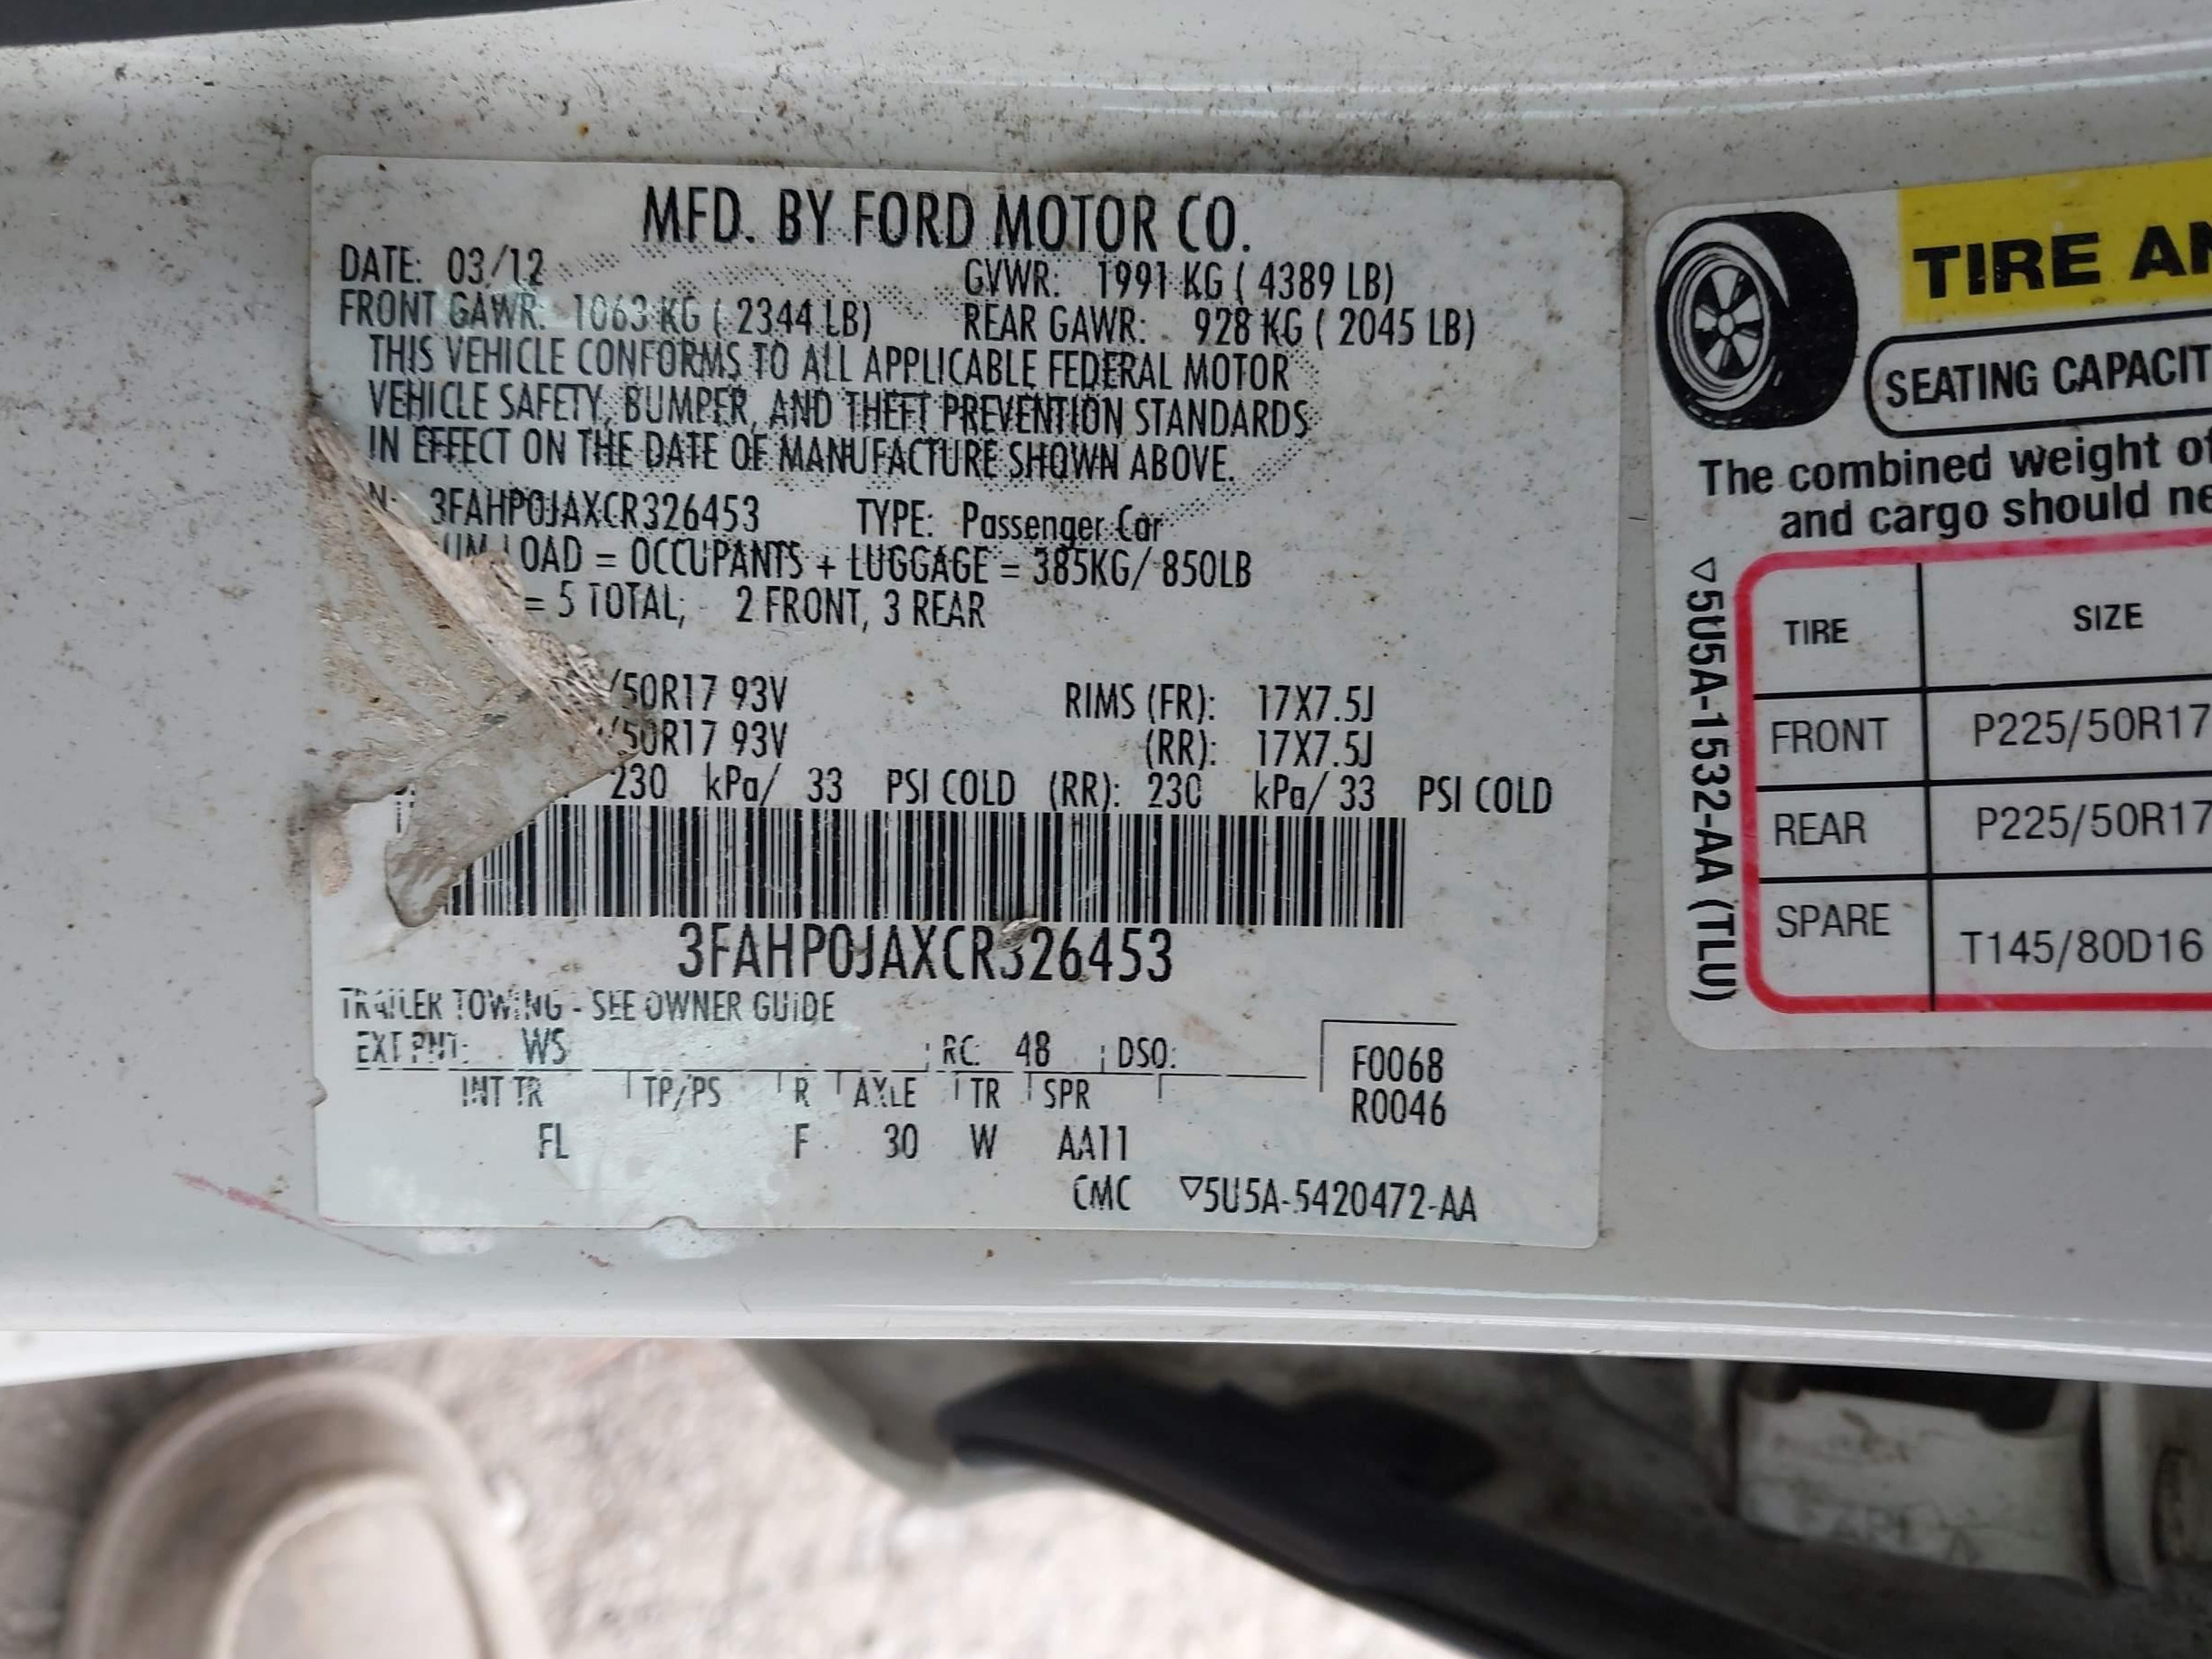 MFD. BY FORD MOTOR CO.
DATE: 03/12 GVWR: 1991 KG ( 4389 LB)
FRONT GAWR: 1063 KG ( 2344 LB) REAR GAWR: 928 KG ( 2045 LB)
THIS VEHICLE CONFORMS TO ALL APPLICABLE FEDERAL MOTOR
VEHICLE SAFETY, BUMPER, AND THEFT PREVENTION STANDARDS
IN EFFECT ON THE DATE OF MANUFACTURE SHOWN ABOVE.
N: 3FAHP0JAXCR326453 TYPE: Passenger Car
UM LOAD = OCCUPANTS + LUGGAGE = 385KG/ 850LB
= 5 TOTAL; 2 FRONT, 3 REAR
/50R17 93V RIMS (FR): 17X7.5J
/50R17 93V (RR): 17X7.5J
230 kPa/ 33 PSI COLD (RR): 230 kPa/ 33 PSI COLD
3FAHP0JAXCR326453
TRAILER TOWING - SEE OWNER GUIDE
EXT PNT: WS RC: 48 DSO:
INT TR TP/PS R AXLE TR SPR
FL F 30 W AA11
F0068
R0046
CMC ▽5U5A-5420472-AA
TIRE AN
SEATING CAPACIT
The combined weight of
and cargo should ne
▽5U5A-1532-AA (TLU)
TIRE SIZE
FRONT P225/50R17
REAR P225/50R17
SPARE T145/80D16